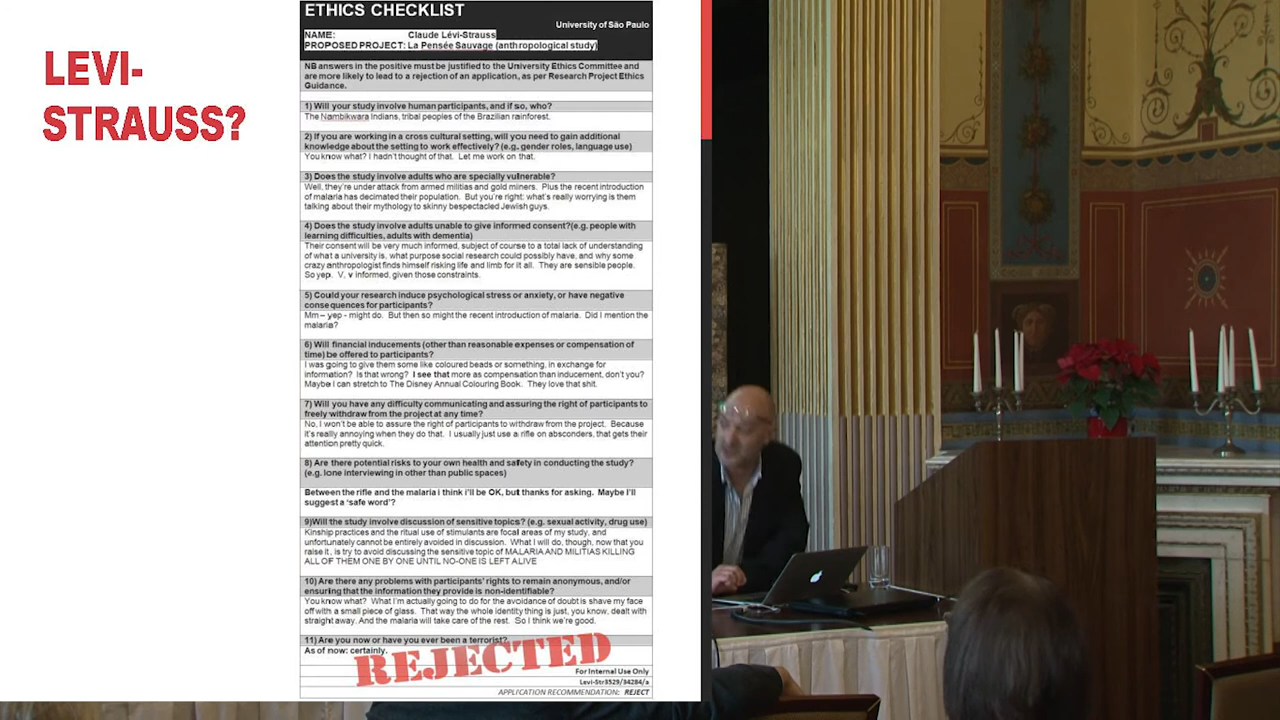 LEVI-
STRAUSS?
ETHICS CHECKLIST
University of São Paulo
NAME: Claude Lévi-Strauss
PROPOSED PROJECT: La Pensée Sauvage (anthropological study)
NB answers in the positive must be justified to the University Ethics Committee and
are more likely to lead to a rejection of an application, as per Research Project Ethics
Guidance.
1) Will your study involve human participants, and if so, who?
The Nambikwara Indians, tribal peoples of the Brazilian rainforest.
2) If you are working in a cross cultural setting, will you need to gain additional
knowledge about the setting to work effectively? (e.g. gender roles, language use)
You know what? I hadn't thought of that. Let me work on that.
3) Does the study involve adults who are specially vulnerable?
Well, they're under attack from armed militias and gold miners. Plus the recent introduction
of malaria has decimated their population. But you're right: what's really worrying is them
talking about their mythology to skinny bespectacled Jewish guys.
4) Does the study involve adults unable to give informed consent?(e.g. people with
learning difficulties, adults with dementia)
Their consent will be very much informed, subject of course to a total lack of understanding
of what a university is, what purpose social research could possibly have, and why some
crazy anthropologist finds himself risking life and limb for it all. They are sensible people.
So yep. V, v informed, given those constraints.
5) Could your research induce psychological stress or anxiety, or have negative
consequences for participants?
Mm – yep - might do. But then so might the recent introduction of malaria. Did I mention the
malaria?
6) Will financial inducements (other than reasonable expenses or compensation of
time) be offered to participants?
I was going to give them some like coloured beads or something, in exchange for
information? Is that wrong? I see that more as compensation than inducement, don't you?
Maybe I can stretch to The Disney Annual Colouring Book. They love that shit.
7) Will you have any difficulty communicating and assuring the right of participants to
freely withdraw from the project at any time?
No, I won't be able to assure the right of participants to withdraw from the project. Because
it's really annoying when they do that. I usually just use a rifle on absconders, that gets their
attention pretty quick.
8) Are there potential risks to your own health and safety in conducting the study?
(e.g. lone interviewing in other than public spaces)
Between the rifle and the malaria i think i'll be OK, but thanks for asking. Maybe I'll
suggest a 'safe word'?
9)Will the study involve discussion of sensitive topics? (e.g. sexual activity, drug use)
Kinship practices and the ritual use of stimulants are focal areas of my study, and
unfortunately cannot be entirely avoided in discussion. What I will do, though, now that you
raise it, is try to avoid discussing the sensitive topic of MALARIA AND MILITIAS KILLING
ALL OF THEM ONE BY ONE UNTIL NO-ONE IS LEFT ALIVE
10) Are there any problems with participants' rights to remain anonymous, and/or
ensuring that the information they provide is non-identifiable?
You know what? What I'm actually going to do for the avoidance of doubt is shave my face
off with a small piece of glass. That way the whole identity thing is just, you know, dealt with
straight away. And the malaria will take care of the rest. So I think we're good.
11) Are you now or have you ever been a terrorist?
As of now: certainly.
REJECTED
For Internal Use Only
Levi-Str3529/34284/a
APPLICATION RECOMMENDATION: REJECT